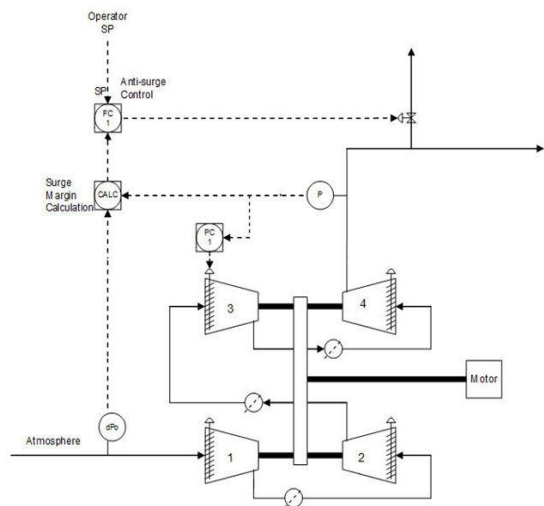 Operator
SP
SP
Anti-surge
Control
FC
1
Surge
Margin
Calculation
CALC
P
PC
1
3
4
Motor
dPo
Atmosphere
1
2